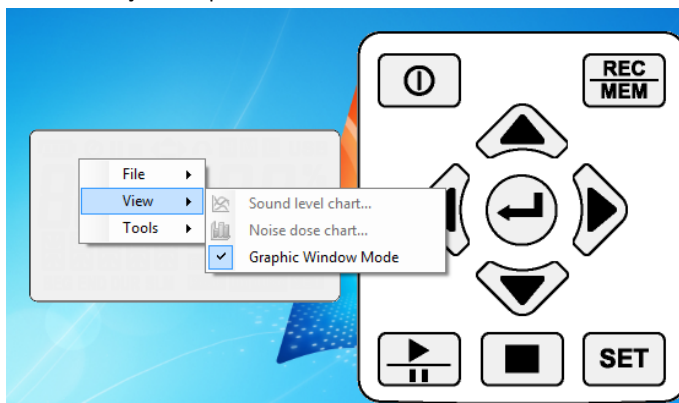 REC
MEM
File
View
Tools
Sound level chart...
Noise dose chart...
Graphic Window Mode
SET